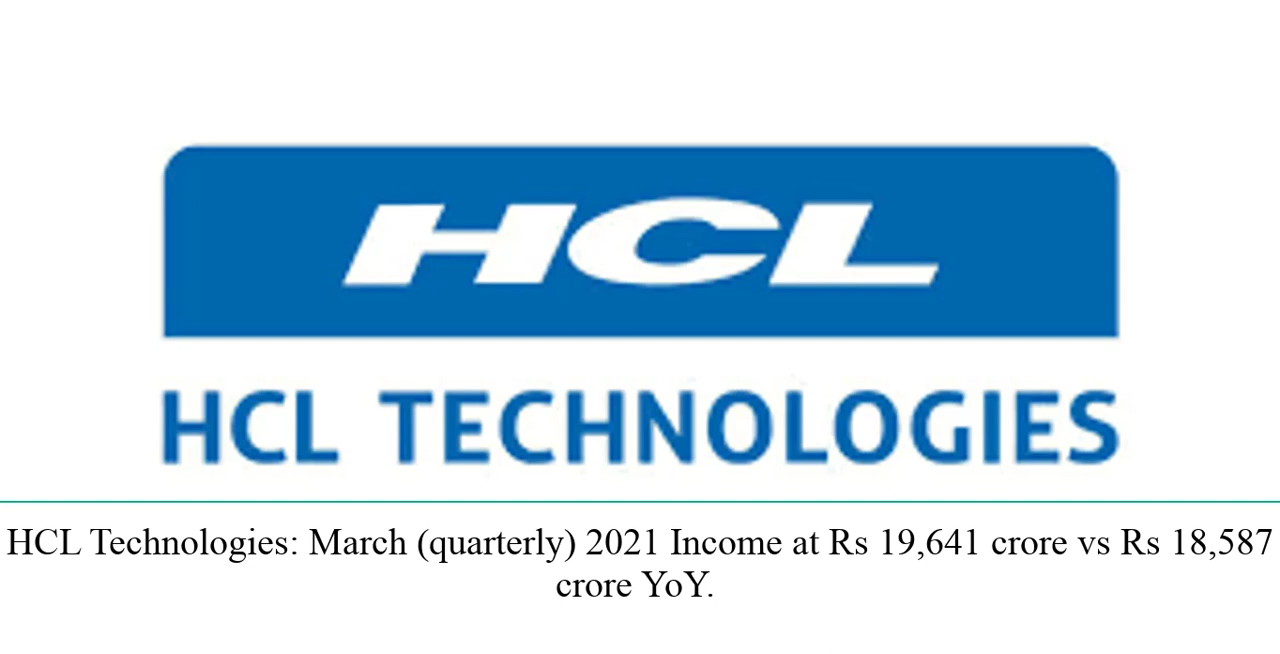 HCL
HCL TECHNOLOGIES
HCL Technologies: March (quarterly) 2021 Income at Rs 19,641 crore vs Rs 18,587
crore YoY.